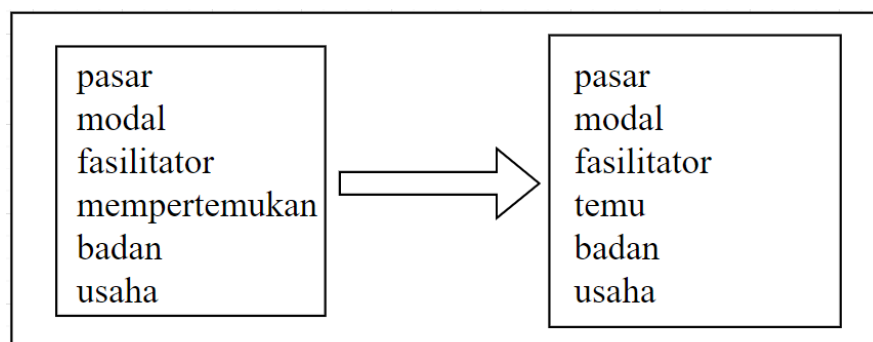 pasar
modal
fasilitator
mempertemukan
badan
usaha
pasar
modal
fasilitator
temu
badan
usaha